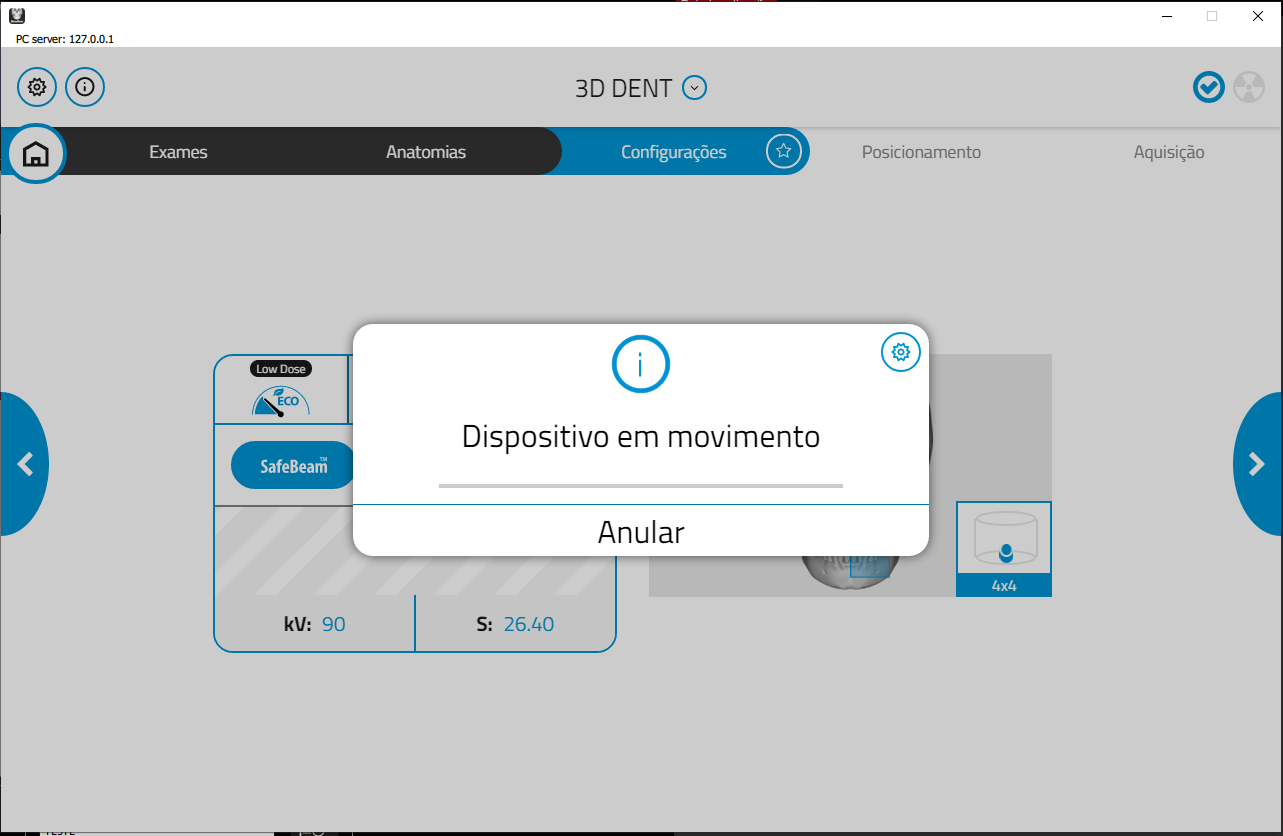 PC server: 127.0.0.1
3D DENT
Exames
Anatomias
Configurações
Posicionamento
Aquisição
Low Dose
ECO
SafeBeam™
Dispositivo em movimento
Anular
4x4
kV: 90
S: 26.40